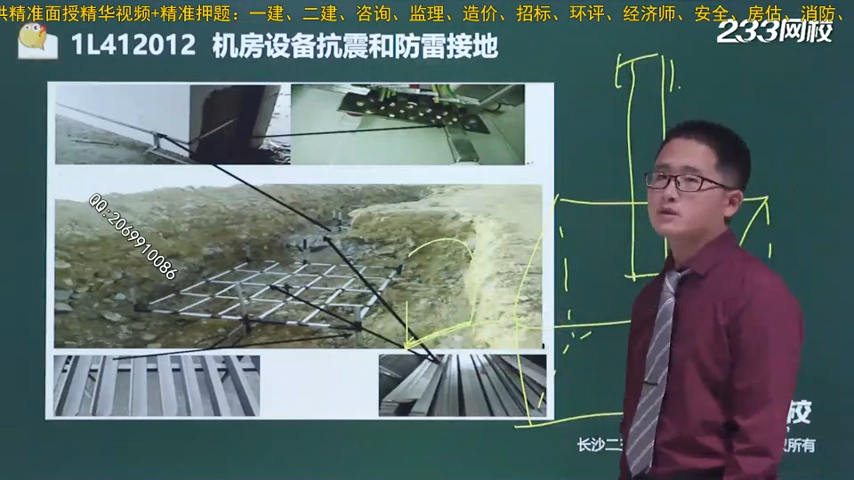 供精准面授精华视频+精准押题：一建、二建、咨询、监理、造价、招标、环评、经济师、安全、房估、消防、
1L412012 机房设备抗震和防雷接地
233网校
QQ:2069910086
校
长沙二
所有